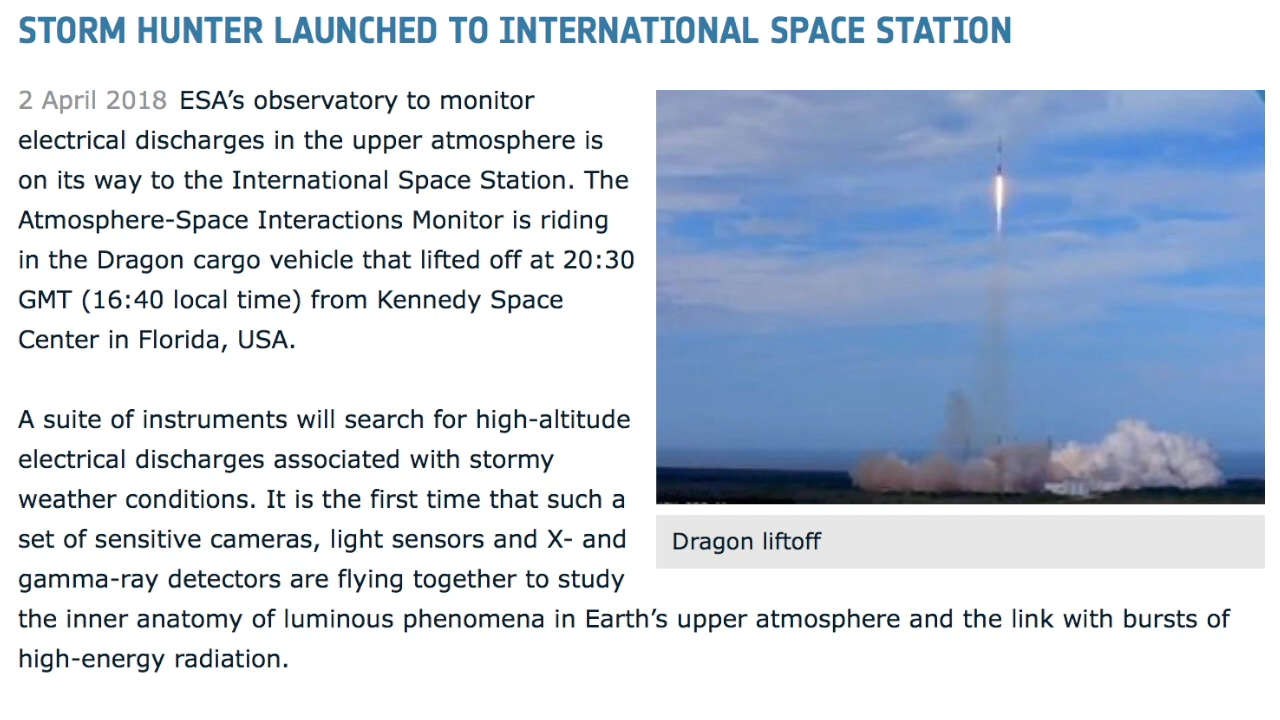 STORM HUNTER LAUNCHED TO INTERNATIONAL SPACE STATION
2 April 2018 ESA’s observatory to monitor
electrical discharges in the upper atmosphere is
on its way to the International Space Station. The
Atmosphere-Space Interactions Monitor is riding
in the Dragon cargo vehicle that lifted off at 20:30
GMT (16:40 local time) from Kennedy Space
Center in Florida, USA.
A suite of instruments will search for high-altitude
electrical discharges associated with stormy
weather conditions. It is the first time that such a
set of sensitive cameras, light sensors and X- and
gamma-ray detectors are flying together to study
the inner anatomy of luminous phenomena in Earth’s upper atmosphere and the link with bursts of
high-energy radiation.
Dragon liftoff